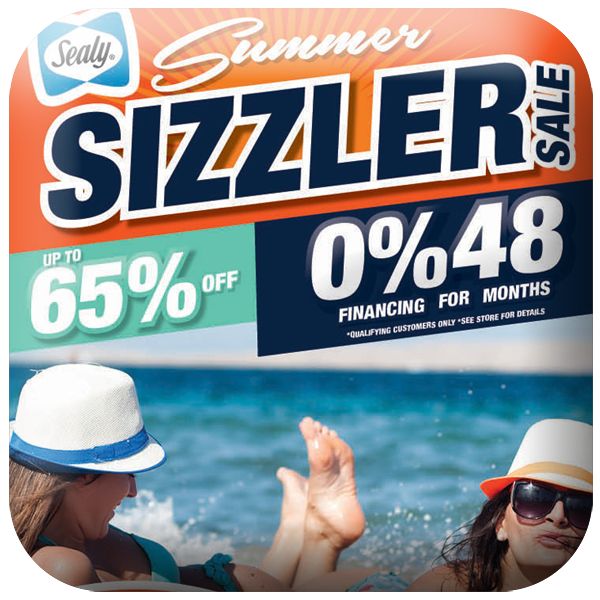 Sealy®
Summer
SIZZLER
SALE®
UP TO
65% OFF
0% 48
FINANCING FOR MONTHS
*QUALIFYING CUSTOMERS ONLY *SEE STORE FOR DETAILS